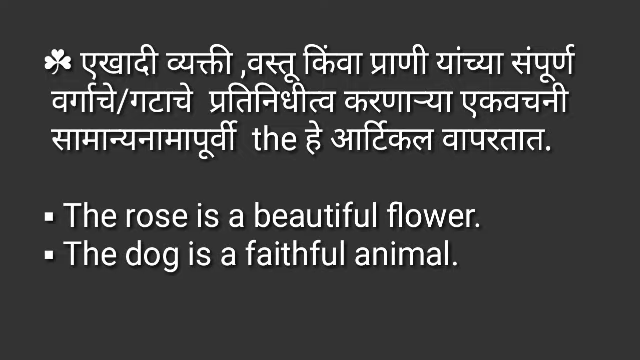 ☘ एखादी व्यक्ती ,वस्तू किंवा प्राणी यांच्या संपूर्ण
वर्गाचे/गटाचे प्रतिनिधीत्व करणाऱ्या एकवचनी
सामान्यनामापूर्वी the हे आर्टिकल वापरतात.
▪ The rose is a beautiful flower.
▪ The dog is a faithful animal.